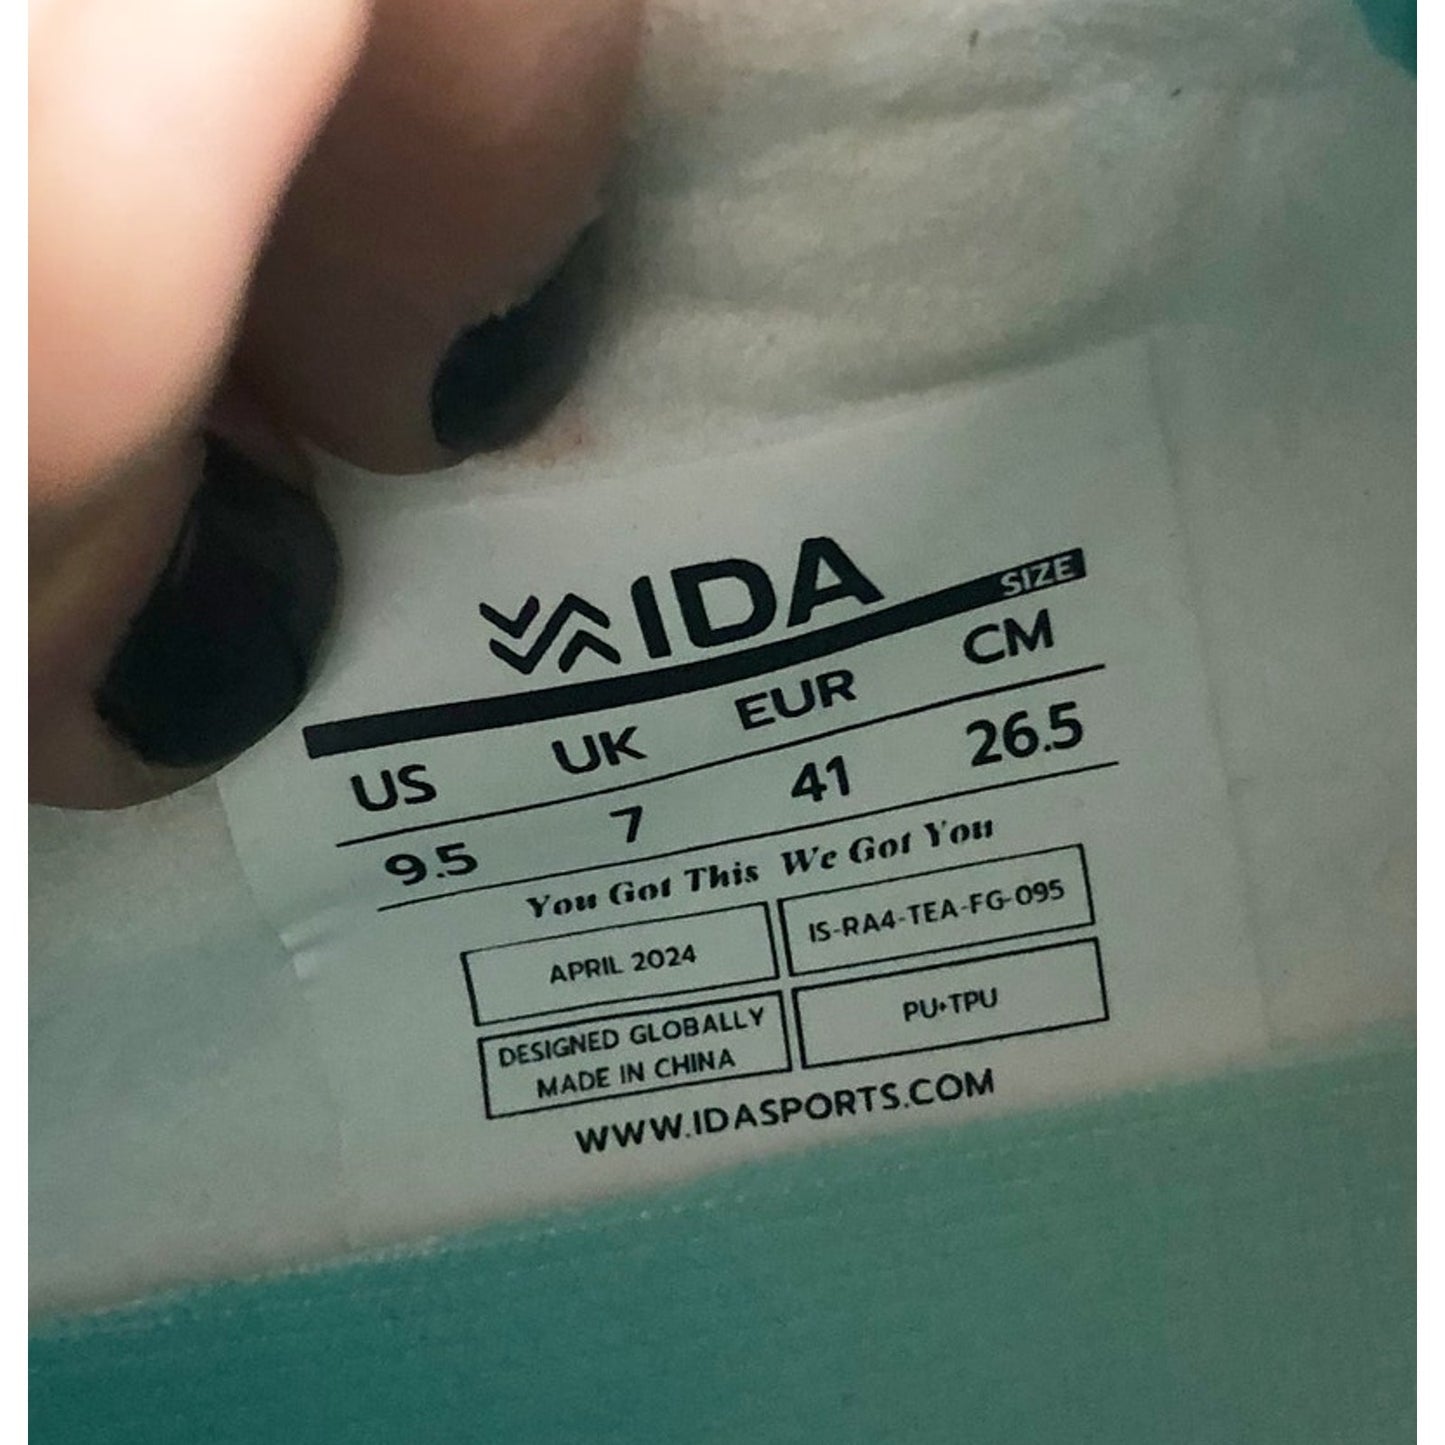 IDA
SIZE
US UK EUR CM
9.5 7 41 26.5
You Got This We Got You
APRIL 2024
IS-RA4-TEA-FG-095
DESIGNED GLOBALLY
MADE IN CHINA
PU+TPU
WWW.IDASPORTS.COM